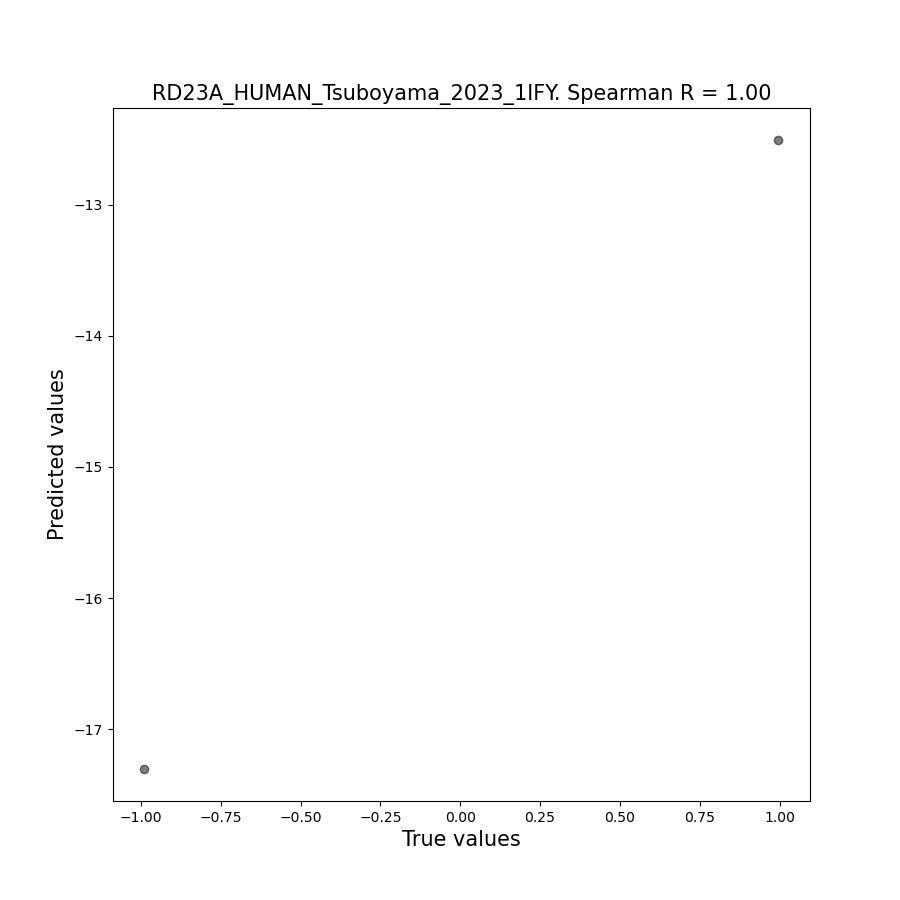 RD23A_HUMAN_Tsuboyama_2023_1IFY. Spearman R = 1.00
−13
−14
−15
−16
−17
Predicted values
−1.00 −0.75 −0.50 −0.25 0.00 0.25 0.50 0.75 1.00
True values